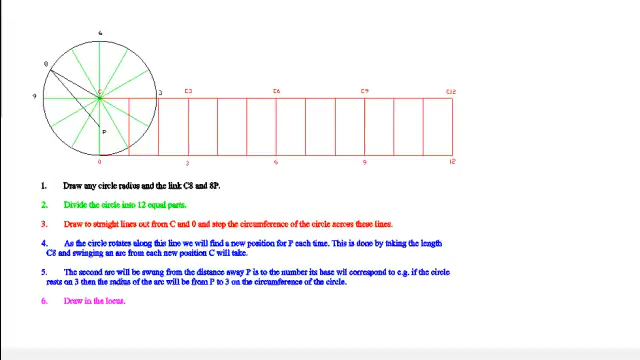 6
8
9
C
3
C3
C6
C9
C12
P
0
3
6
9
12
1. Draw any circle radius and the link C8 and 8P.
2. Divide the circle into 12 equal parts.
3. Draw to straight lines out from C and 0 and stop the circumference of the circle across these lines.
4. As the circle rotates along this line we will find a new position for P each time. This is done by taking the length
C8 and swinging an arc from each new position C will take.
5. The second arc will be swung from the distance away P is to the number its base wil correspond to e.g. if the circle
rests on 3 then the radius of the arc will be from P to 3 on the circumference of the circle.
6. Draw in the locus.